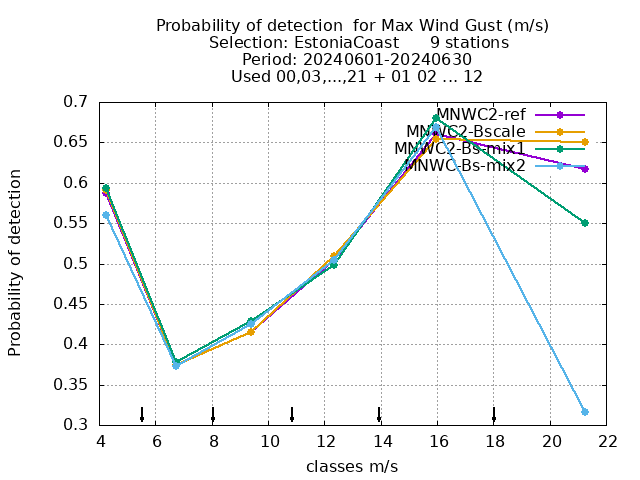 Probability of detection  for Max Wind Gust (m/s)
Selection: EstoniaCoast      9 stations
Period: 20240601-20240630
Used 00,03,...,21 + 01 02 ... 12
MNWC2-ref
MNWC2-Bscale
MNWC2-Bs-mix1
MNWC-Bs-mix2
Probability of detection
0.7
0.65
0.6
0.55
0.5
0.45
0.4
0.35
0.3
4 6 8 10 12 14 16 18 20 22
classes m/s